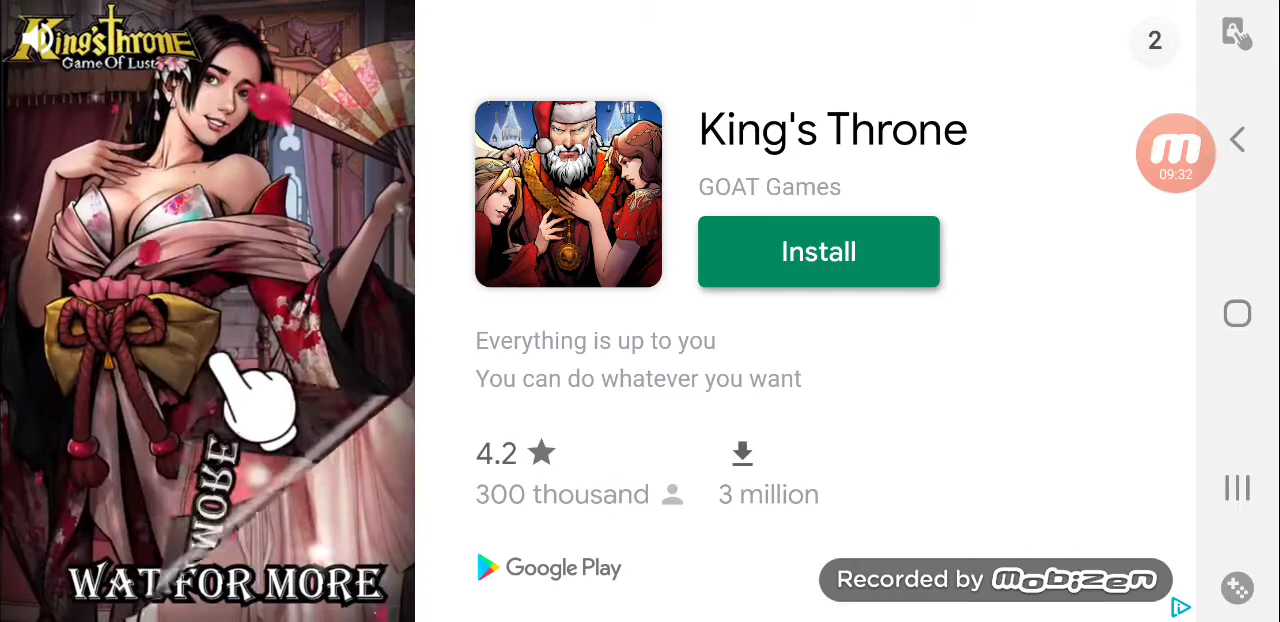 King's Throne
Game Of Lust
MORE
WAT FOR MORE
2
King's Throne
GOAT Games
Install
Everything is up to you
You can do whatever you want
4.2
300 thousand
3 million
Google Play
09:32
Recorded by mobizen